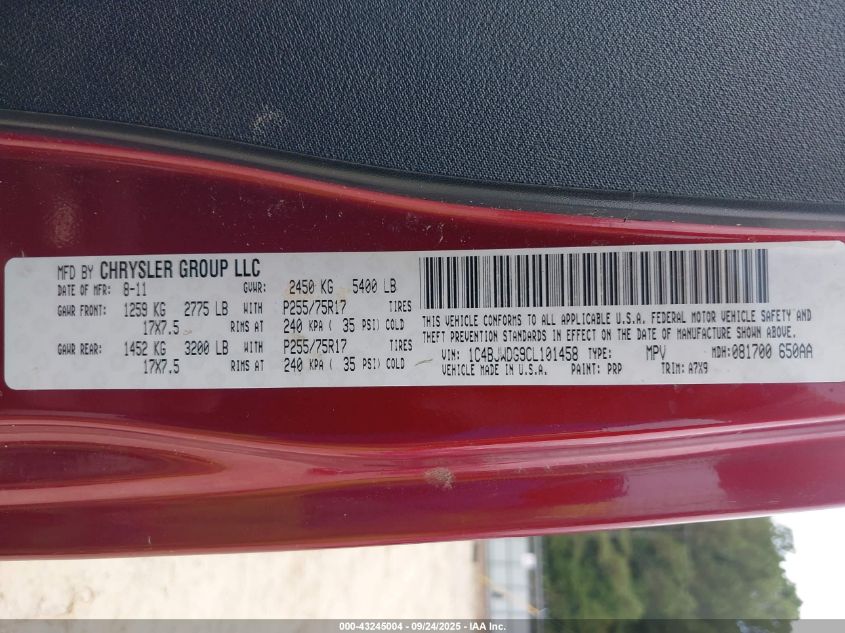 MFD BY CHRYSLER GROUP LLC
DATE OF MFR: 8-11 GVWR: 2450 KG 5400 LB
GAWR FRONT: 1259 KG 2775 LB WITH P255/75R17 TIRES
17X7.5 RIMS AT 240 KPA ( 35 PSI) COLD
GAWR REAR: 1452 KG 3200 LB WITH P255/75R17 TIRES
17X7.5 RIMS AT 240 KPA ( 35 PSI) COLD
THIS VEHICLE CONFORMS TO ALL APPLICABLE U.S.A. FEDERAL MOTOR VEHICLE SAFETY AND
THEFT PREVENTION STANDARDS IN EFFECT ON THE DATE OF MANUFACTURE SHOWN ABOVE.
VIN: 1C4BJWDG9CL101458 TYPE: MPV MDH: 081700 650AA
VEHICLE MADE IN U.S.A. PAINT: PRP TRIM: A7X9
000-43245004 - 09/24/2025 - IAA Inc.